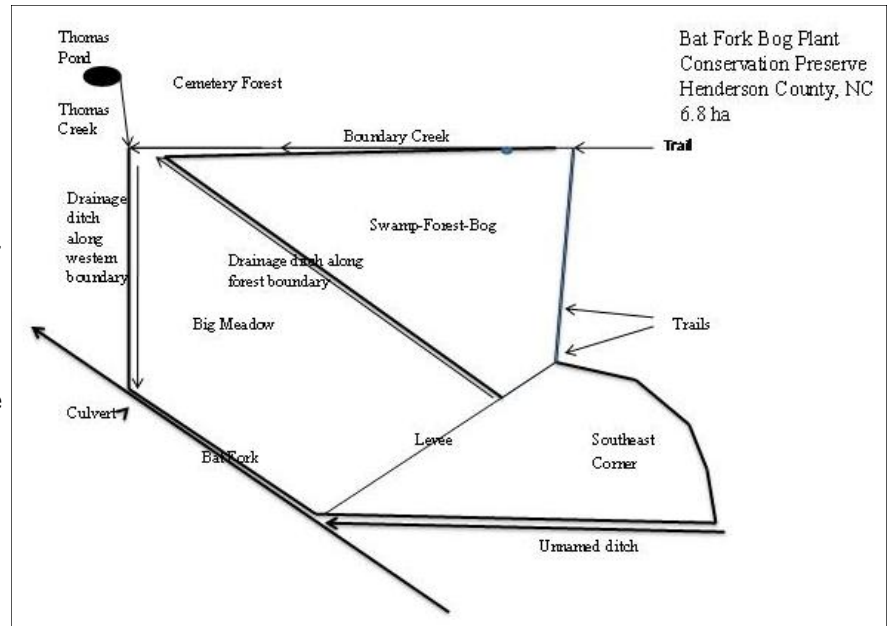 Thomas
Pond
Bat Fork Bog Plant
Conservation Preserve
Henderson County, NC
6.8 ha
Cemetery Forest
Thomas
Creek
Boundary Creek
Trail
Drainage
ditch
along
western
boundary
Swamp-Forest-Bog
Drainage ditch along
forest boundary
Big Meadow
Trails
Culvert
Levee
Southeast
Corner
Bat Fork
Unnamed ditch